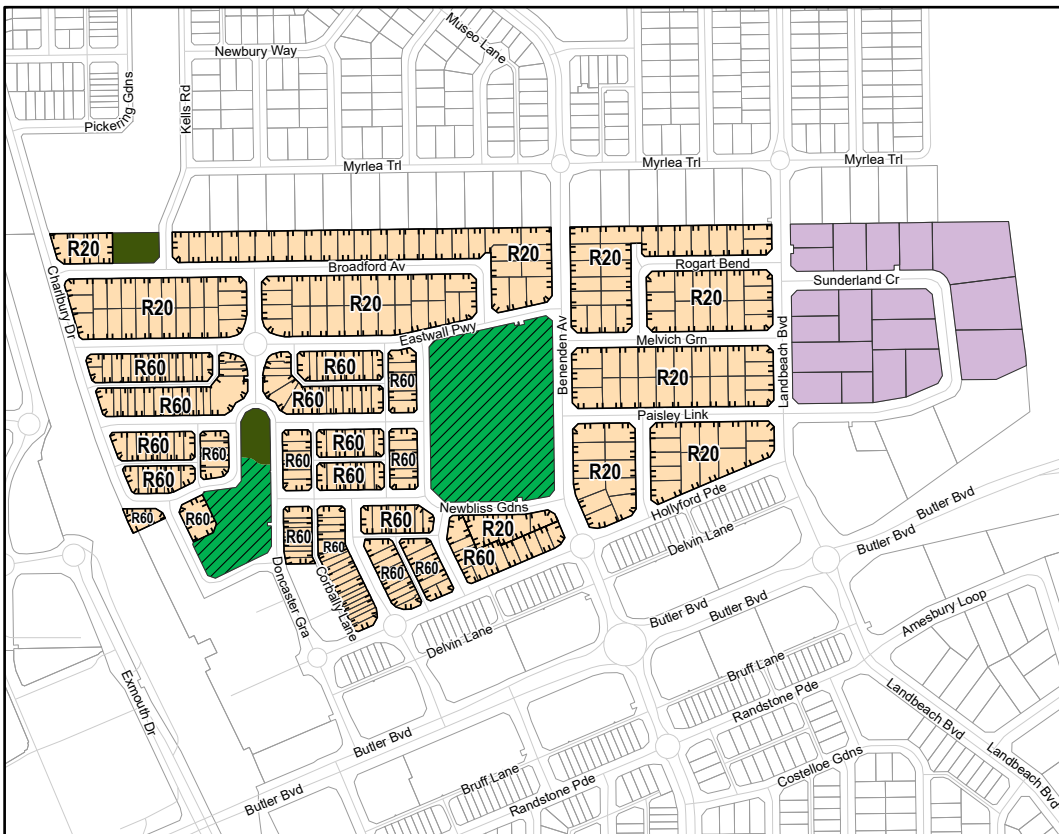 Museo Lane
Newbury Way
Pickering Gdns
Kells Rd
Myrlea Trl
Myrlea Trl
Myrlea Trl
R20
Charlbury Dr
Broadford Av
R20
R20
Rogart Bend
Sunderland Cr
R20
R20
R20
Eastwall Pwy
Benenden Av
Melvich Grn
Landbeach Bvd
R60
R60
R60
R20
R60
R60
Paisley Link
R60
R60
R60
R60
R60
R20
R20
R60
R60
Hollyford Pde
Newbliss Gdns
R60
R60
R60
R20
R60
R60
Delvin Lane
Butler Bvd
Butler Bvd
R60
R60
R60
Doncaster Gra
Corbally Lane
Butler Bvd
Butler Bvd
Amesbury Loop
Delvin Lane
Exmouth Dr
Bruff Lane
Randstone Pde
Landbeach Bvd
Butler Bvd
Landbeach Bvd
Costelloe Gdns
Bruff Lane
Randstone Pde
Butler Bvd